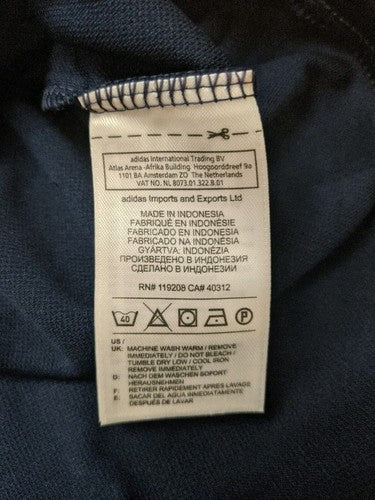 adidas International Trading BV
Atlas Arena -Afrika Building Hoogoorddreef 9a
1101 BA Amsterdam ZO The Netherlands
VAT NO. NL 8073.01.322.B.01
adidas Imports and Exports Ltd
MADE IN INDONESIA
FABRIQUÉ EN INDONÉSIE
FABRICADO EN INDONESIA
FABRICADO NA INDONÉSIA
GYÁRTVA: INDONÉZIA
ПРОИЗВЕДЕНО В ИНДОНЕЗИЯ
СДЕЛАНО В ИНДОНЕЗИИ
RN# 119208 CA# 40312
40 P
US /
UK: MACHINE WASH WARM / REMOVE
IMMEDIATELY / DO NOT BLEACH /
TUMBLE DRY LOW / COOL IRON
REMOVE IMMEDIATELY
D: NACH DEM WASCHEN SOFORT
HERAUSNEHMEN
F: RETIRER RAPIDEMENT APRES LAVAGE
E: SACAR DEL AGUA INMEDIATAMENTE
DESPUÉS DE LAVAR